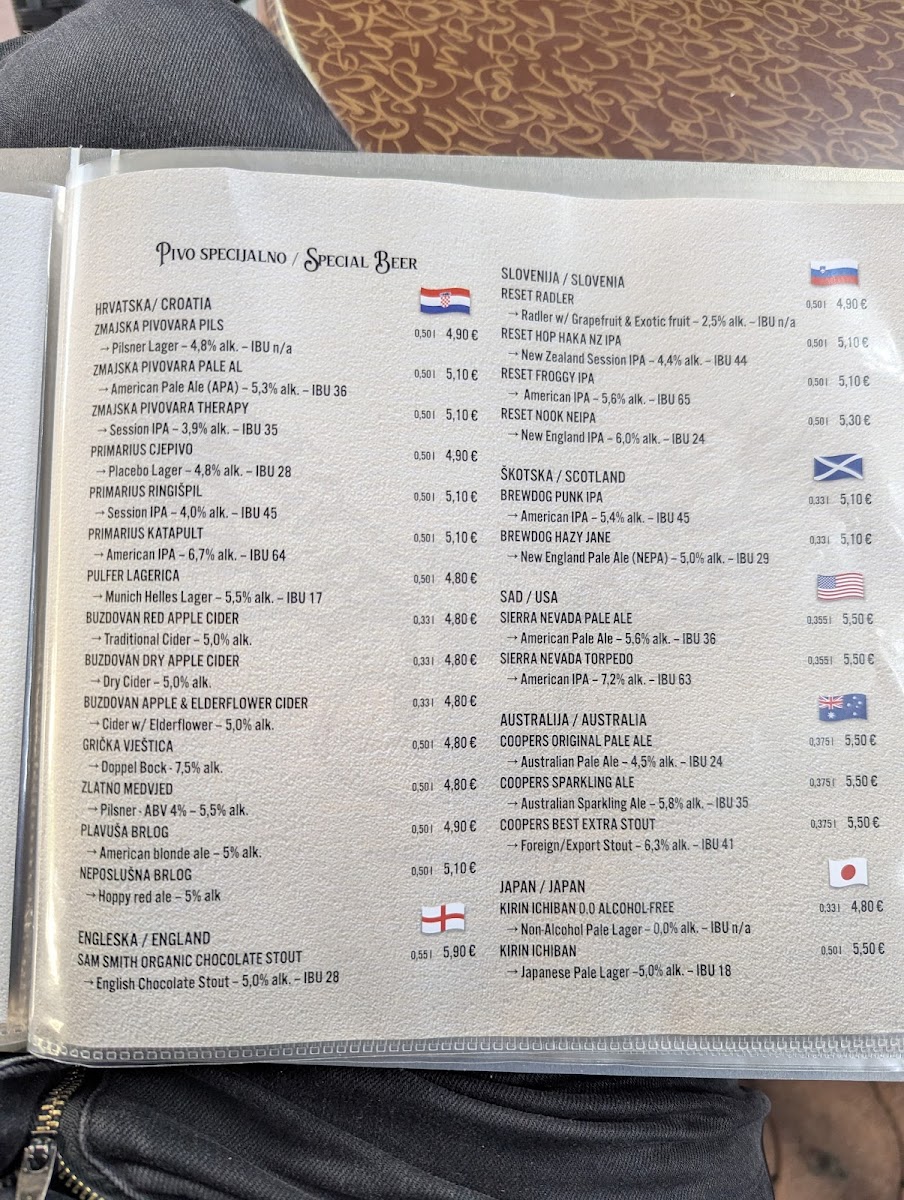 Pivo specijalno / Special Beer
HRVATSKA/ CROATIA
ZMAJSKA PIVOVARA PILS 0,50 l 4,90 €
→ Pilsner Lager – 4,8% alk. – IBU n/a
ZMAJSKA PIVOVARA PALE AL 0,50 l 5,10 €
→ American Pale Ale (APA) – 5,3% alk. – IBU 36
ZMAJSKA PIVOVARA THERAPY 0,50 l 5,10 €
→ Session IPA – 3,9% alk. – IBU 35
PRIMARIUS CJEPIVO 0,50 l 4,90 €
→ Placebo Lager – 4,8% alk. – IBU 28
PRIMARIUS RINGIŠPIL 0,50 l 5,10 €
→ Session IPA – 4,0% alk. – IBU 45
PRIMARIUS KATAPULT 0,50 l 5,10 €
→ American IPA – 6,7% alk. – IBU 64
PULFER LAGERICA 0,50 l 4,80 €
→ Munich Helles Lager – 5,5% alk. – IBU 17
BUZDOVAN RED APPLE CIDER 0,33 l 4,80 €
→ Traditional Cider – 5,0% alk.
BUZDOVAN DRY APPLE CIDER 0,33 l 4,80 €
→ Dry Cider – 5,0% alk.
BUZDOVAN APPLE & ELDERFLOWER CIDER 0,33 l 4,80 €
→ Cider w/ Elderflower – 5,0% alk.
GRIČKA VJEŠTICA 0,50 l 4,80 €
→ Doppel Bock - 7,5% alk.
ZLATNO MEDVJED 0,50 l 4,80 €
→ Pilsner - ABV 4% – 5,5% alk.
PLAVUŠA BRLOG 0,50 l 4,90 €
→ American blonde ale – 5% alk.
NEPOSLUŠNA BRLOG 0,50 l 5,10 €
→ Hoppy red ale – 5% alk
ENGLESKA / ENGLAND
SAM SMITH ORGANIC CHOCOLATE STOUT 0,55 l 5,90 €
→ English Chocolate Stout – 5,0% alk. – IBU 28
SLOVENIJA / SLOVENIA
RESET RADLER 0,50 l 4,90 €
→ Radler w/ Grapefruit & Exotic fruit – 2,5% alk. – IBU n/a
RESET HOP HAKA NZ IPA 0,50 l 5,10 €
→ New Zealand Session IPA – 4,4% alk. – IBU 44
RESET FROGGY IPA 0,50 l 5,10 €
→ American IPA – 5,6% alk. – IBU 65
RESET NOOK NEIPA 0,50 l 5,30 €
→ New England IPA – 6,0% alk. – IBU 24
ŠKOTSKA / SCOTLAND
BREWDOG PUNK IPA 0,33 l 5,10 €
→ American IPA – 5,4% alk. – IBU 45
BREWDOG HAZY JANE 0,33 l 5,10 €
→ New England Pale Ale (NEPA) – 5,0% alk. – IBU 29
SAD / USA
SIERRA NEVADA PALE ALE 0,355 l 5,50 €
→ American Pale Ale – 5,6% alk. – IBU 36
SIERRA NEVADA TORPEDO 0,355 l 5,50 €
→ American IPA – 7,2% alk. – IBU 63
AUSTRALIJA / AUSTRALIA
COOPERS ORIGINAL PALE ALE 0,375 l 5,50 €
→ Australian Pale Ale – 4,5% alk. – IBU 24
COOPERS SPARKLING ALE 0,375 l 5,50 €
→ Australian Sparkling Ale – 5,8% alk. – IBU 35
COOPERS BEST EXTRA STOUT 0,375 l 5,50 €
→ Foreign/Export Stout – 6,3% alk. – IBU 41
JAPAN / JAPAN
KIRIN ICHIBAN 0,0 ALCOHOL-FREE 0,33 l 4,80 €
→ Non-Alcohol Pale Lager – 0,0% alk. – IBU n/a
KIRIN ICHIBAN 0,50 l 5,50 €
→ Japanese Pale Lager –5,0% alk. – IBU 18